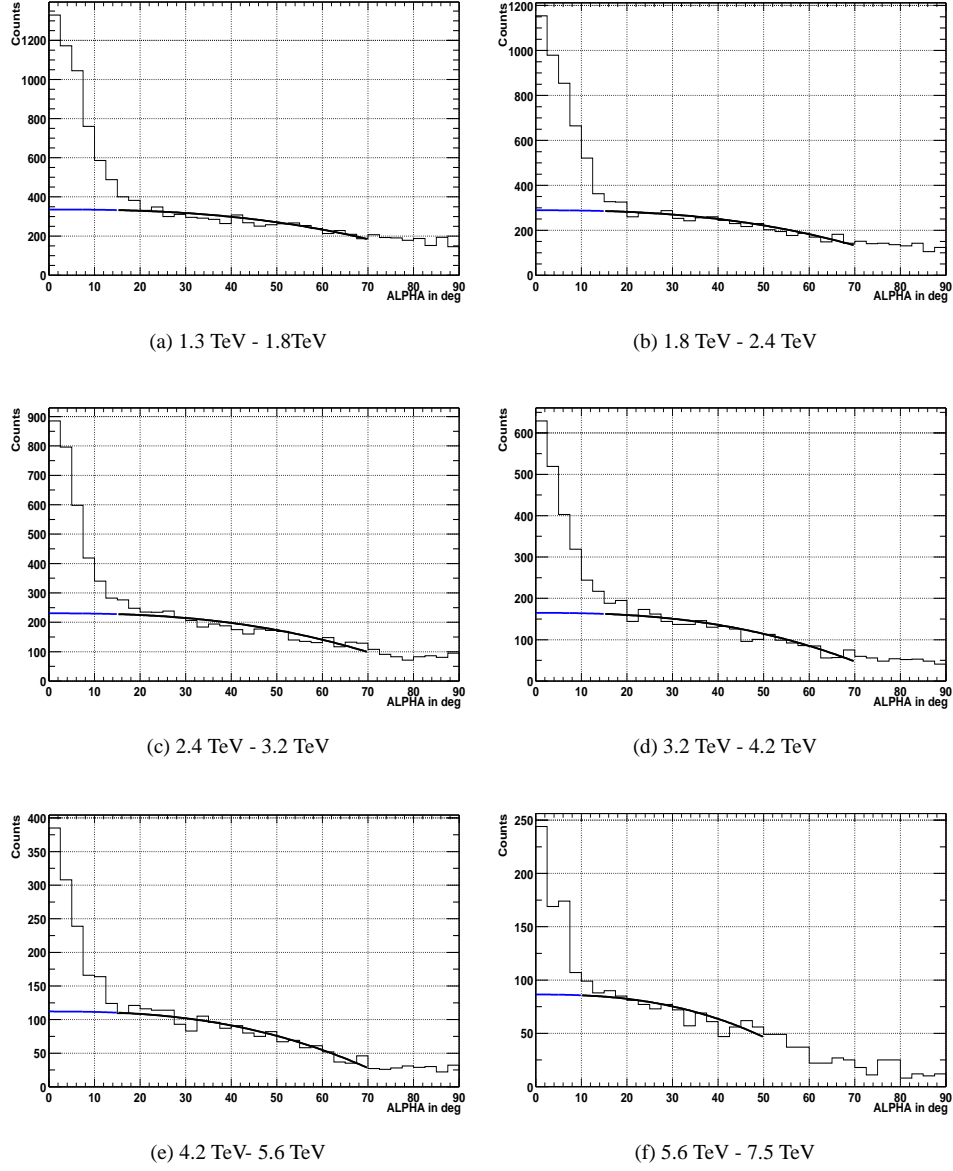 Counts
1200
1000
800
600
400
200
0
0 10 20 30 40 50 60 70 80 90
ALPHA in deg
(a) 1.3 TeV - 1.8TeV
Counts
1200
1000
800
600
400
200
0
0 10 20 30 40 50 60 70 80 90
ALPHA in deg
(b) 1.8 TeV - 2.4 TeV
Counts
900
800
700
600
500
400
300
200
100
0
0 10 20 30 40 50 60 70 80 90
ALPHA in deg
(c) 2.4 TeV - 3.2 TeV
Counts
600
500
400
300
200
100
0
0 10 20 30 40 50 60 70 80 90
ALPHA in deg
(d) 3.2 TeV - 4.2 TeV
Counts
400
350
300
250
200
150
100
50
0
0 10 20 30 40 50 60 70 80 90
ALPHA in deg
(e) 4.2 TeV- 5.6 TeV
Counts
250
200
150
100
50
0
0 10 20 30 40 50 60 70 80 90
ALPHA in deg
(f) 5.6 TeV - 7.5 TeV